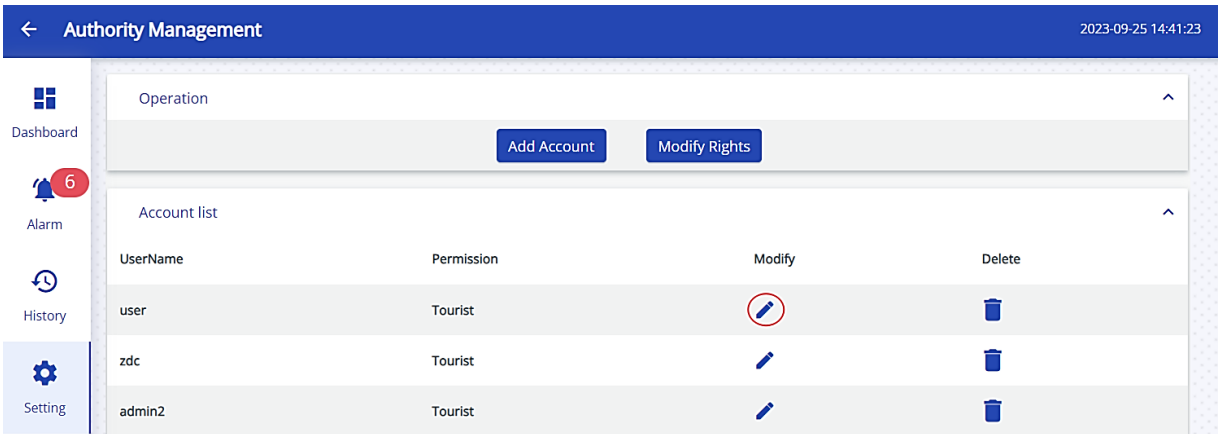 Authority Management
2023-09-25 14:41:23
Dashboard
6
Alarm
History
Setting
Operation
Add Account Modify Rights
Account list
UserName Permission Modify Delete
user Tourist
zdc Tourist
admin2 Tourist